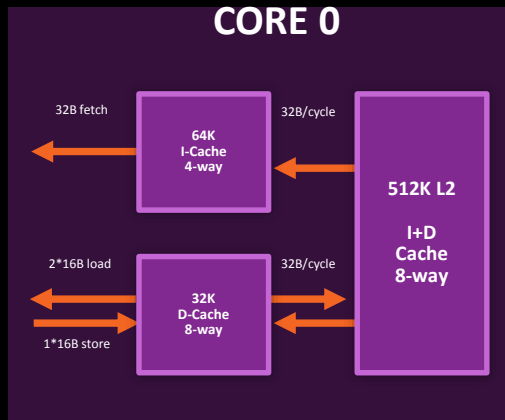 CORE 0
32B fetch
64K
I-Cache
4-way
32B/cycle
512K L2
I+D
Cache
8-way
2*16B load
1*16B store
32K
D-Cache
8-way
32B/cycle